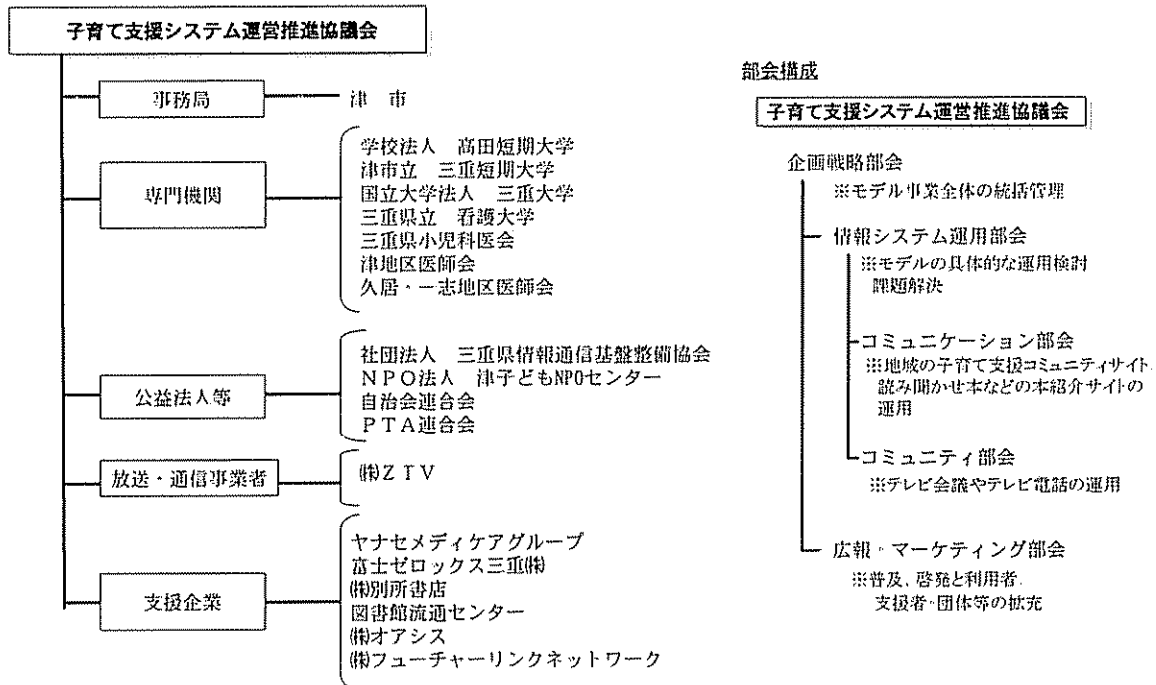 子育て支援システム運営推進協議会
事務局
津　市
専門機関
学校法人　高田短期大学
津市立　三重短期大学
国立大学法人　三重大学
三重県立　看護大学
三重県小児科医会
津地区医師会
久居・一志地区医師会
公益法人等
社団法人　三重県情報通信基盤整備協会
ＮＰＯ法人　津子どもNPOセンター
自治会連合会
ＰＴＡ連合会
放送・通信事業者
㈱ＺＴＶ
支援企業
ヤナセメディケアグループ
富士ゼロックス三重㈱
㈱別所書店
図書館流通センター
㈱オアシス
㈱フューチャーリンクネットワーク
部会構成
子育て支援システム運営推進協議会
企画戦略部会
※モデル事業全体の統括管理
情報システム運用部会
※モデルの具体的な運用検討
課題解決
コミュニケーション部会
※地域の子育て支援コミュニティサイト、
読み聞かせ本などの本紹介サイトの
運用
コミュニティ部会
※テレビ会議やテレビ電話の運用
広報・マーケティング部会
※普及、啓発と利用者、
支援者・団体等の拡充